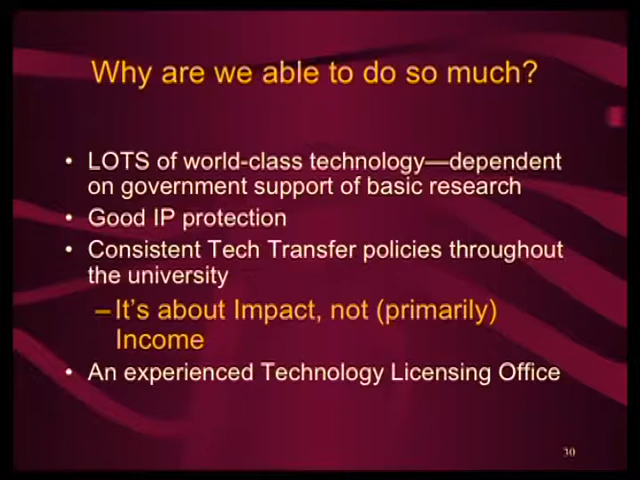 Why are we able to do so much?
• LOTS of world-class technology—dependent
on government support of basic research
• Good IP protection
• Consistent Tech Transfer policies throughout
the university
–It's about Impact, not (primarily)
Income
• An experienced Technology Licensing Office
30